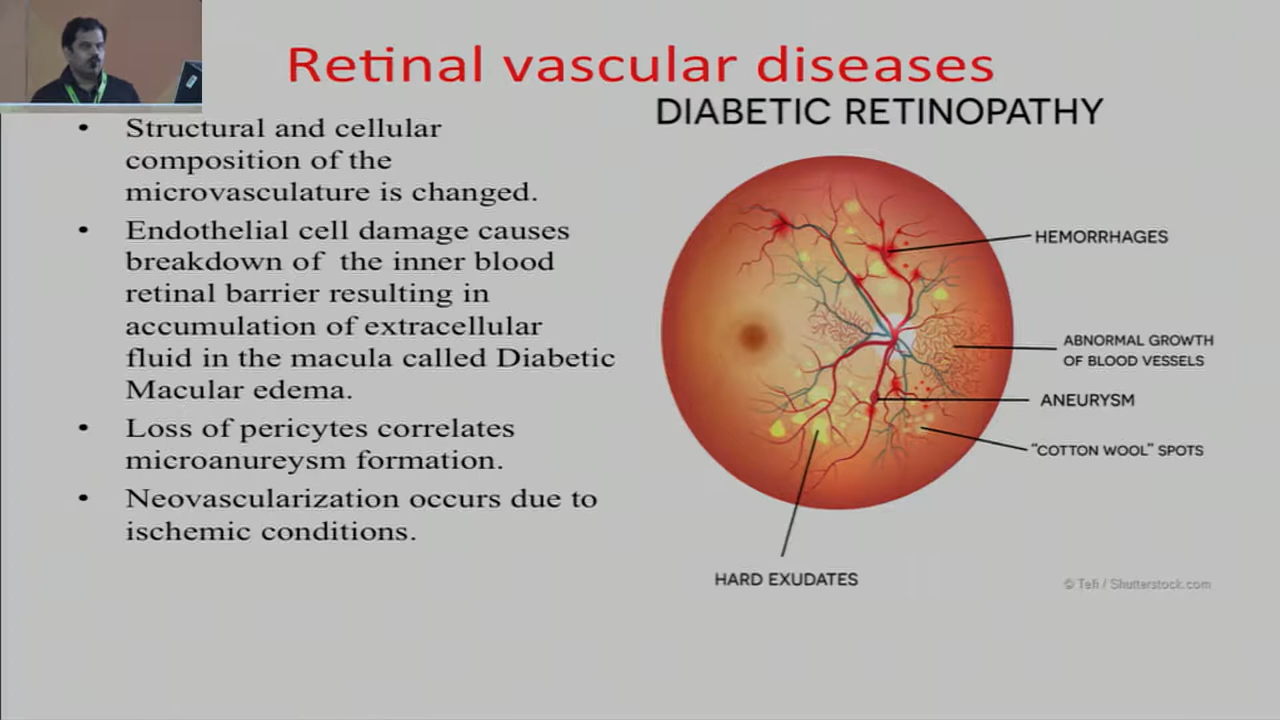 Retinal vascular diseases
DIABETIC RETINOPATHY
• Structural and cellular
composition of the
microvasculature is changed.
• Endothelial cell damage causes
breakdown of the inner blood
retinal barrier resulting in
accumulation of extracellular
fluid in the macula called Diabetic
Macular edema.
• Loss of pericytes correlates
microanureysm formation.
• Neovascularization occurs due to
ischemic conditions.
HEMORRHAGES
ABNORMAL GROWTH
OF BLOOD VESSELS
ANEURYSM
"COTTON WOOL" SPOTS
HARD EXUDATES
© Tefi / Shutterstock.com